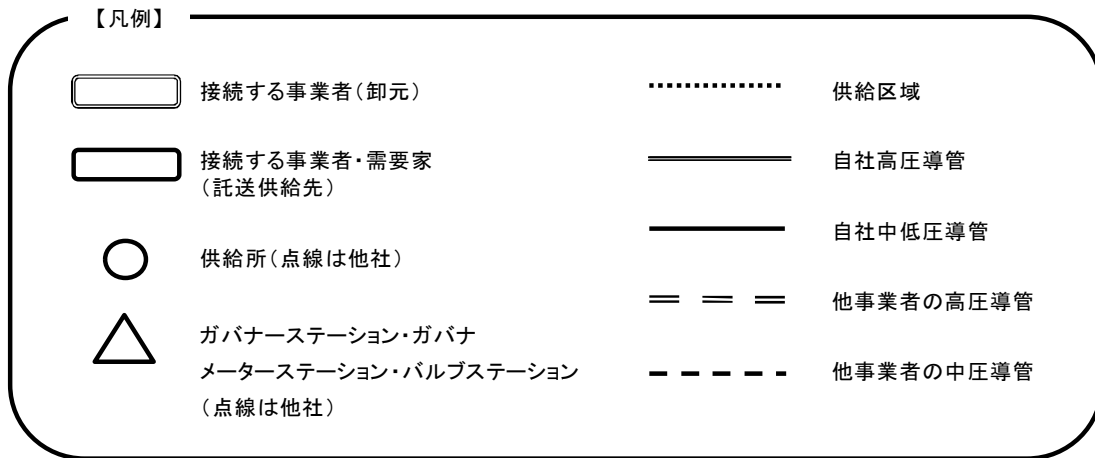 【凡例】
接続する事業者(卸元)
接続する事業者・需要家
(託送供給先)
供給所(点線は他社)
ガバナーステーション・ガバナ
メーターステーション・バルブステーション
(点線は他社)
供給区域
自社高圧導管
自社中低圧導管
他事業者の高圧導管
他事業者の中圧導管